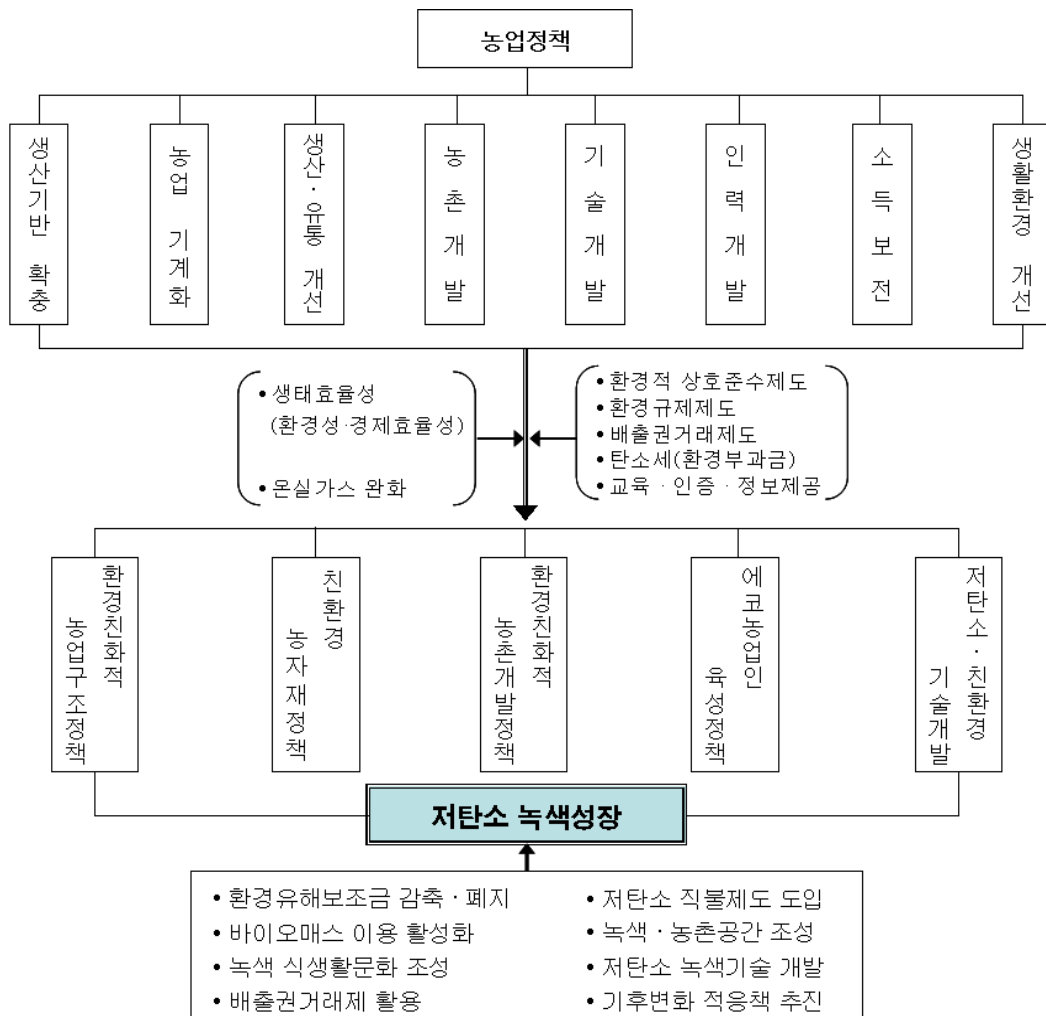 농업정책
생산기반 확충
농업 기계화
생산·유통 개선
농촌개발
기술개발
인력개발
소득보전
생활환경 개선
• 생태효율성
(환경성·경제효율성)
• 온실가스 완화
• 환경적 상호준수제도
• 환경규제제도
• 배출권거래제도
• 탄소세(환경부과금)
• 교육 · 인증 · 정보제공
환경친화적
농업구조정책
친환경
농자재정책
환경친화적
농촌개발정책
에코농업인
육성정책
저탄소·친환경
기술개발
저탄소 녹색성장
• 환경유해보조금 감축 · 폐지
• 바이오매스 이용 활성화
• 녹색 식생활문화 조성
• 배출권거래제 활용
• 저탄소 직불제도 도입
• 녹색 · 농촌공간 조성
• 저탄소 녹색기술 개발
• 기후변화 적응책 추진